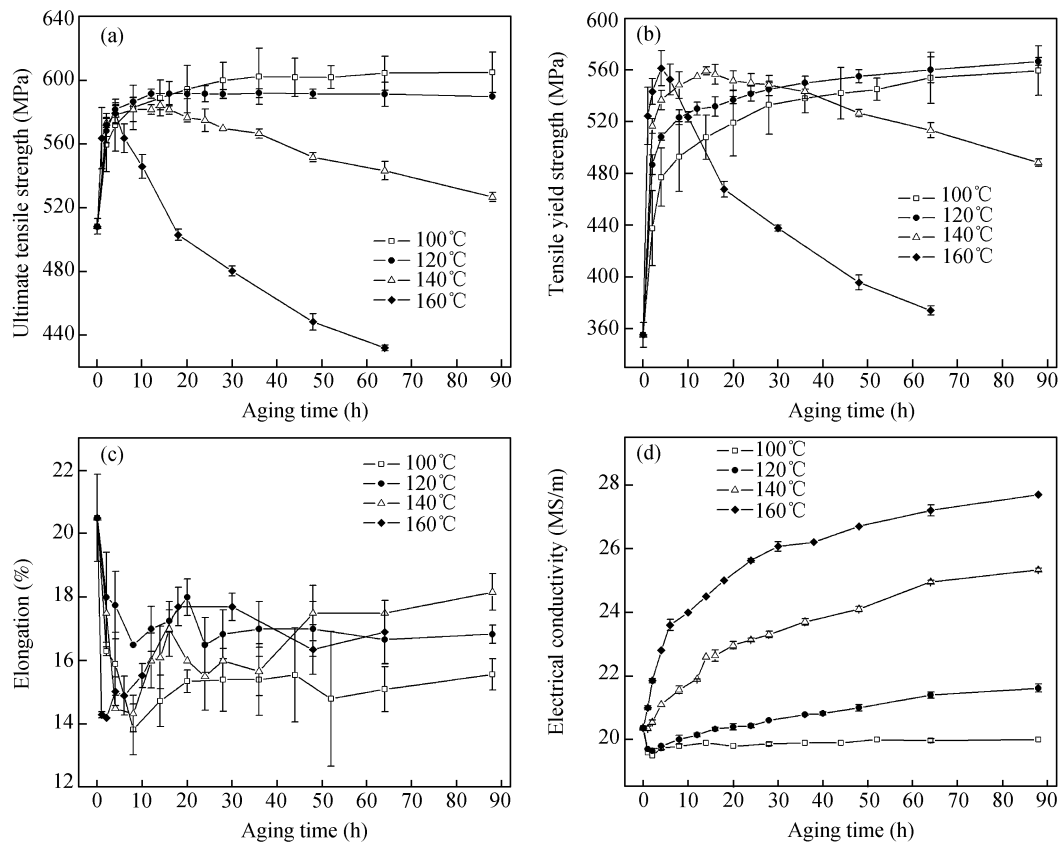 (a)
Ultimate tensile strength (MPa)
640
600
560
520
480
440
100℃
120℃
140℃
160℃
0 10 20 30 40 50 60 70 80 90
Aging time (h)
(b)
Tensile yield strength (MPa)
600
560
520
480
440
400
360
100℃
120℃
140℃
160℃
0 10 20 30 40 50 60 70 80 90
Aging time (h)
(c)
Elongation (%)
22
20
18
16
14
12
100℃
120℃
140℃
160℃
0 10 20 30 40 50 60 70 80 90
Aging time (h)
(d)
Electrical conductivity (MS/m)
28
26
24
22
20
100℃
120℃
140℃
160℃
0 10 20 30 40 50 60 70 80 90
Aging time (h)